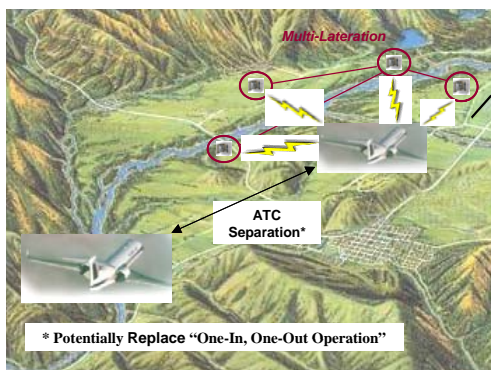 Multi-Lateration
ATC
Separation*
* Potentially Replace “One-In, One-Out Operation”